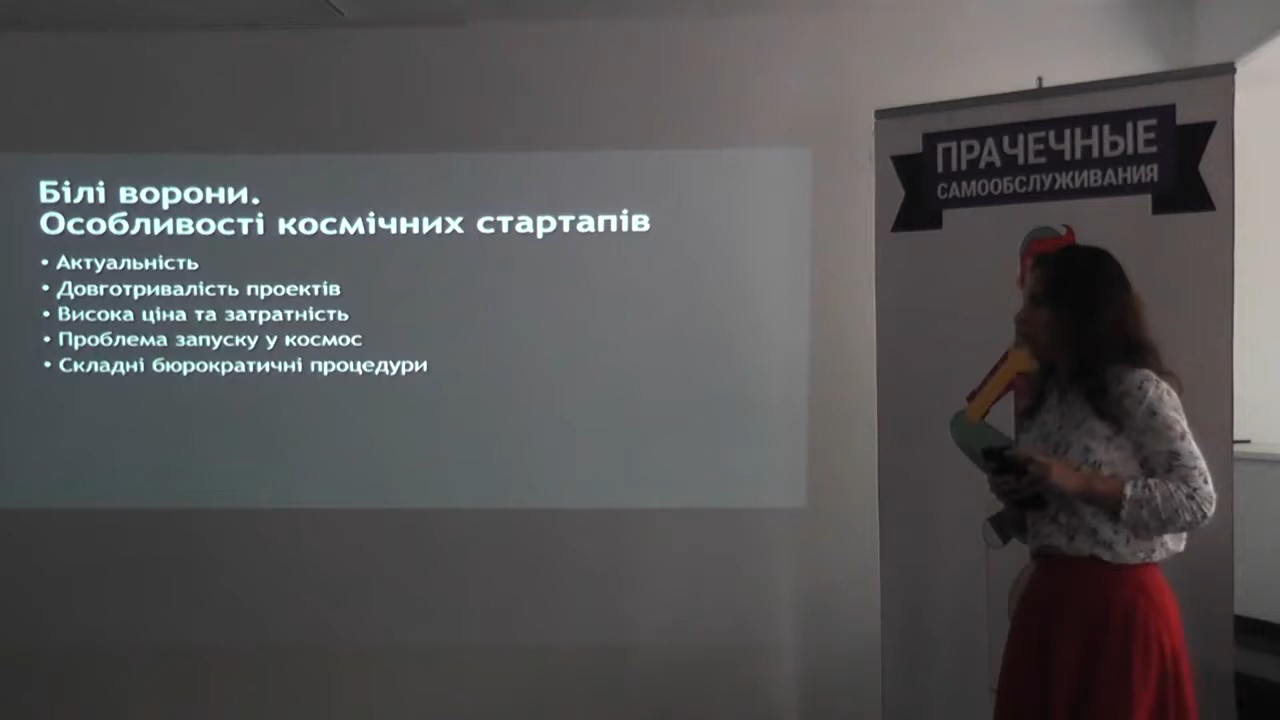 Білі ворони.
Особливості космічних стартапів
• Актуальність
• Довготривалість проектів
• Висока ціна та затратність
• Проблема запуску у космос
• Складні бюрократичні процедури
ПРАЧЕЧНЫЕ
САМООБСЛУЖИВАНИЯ